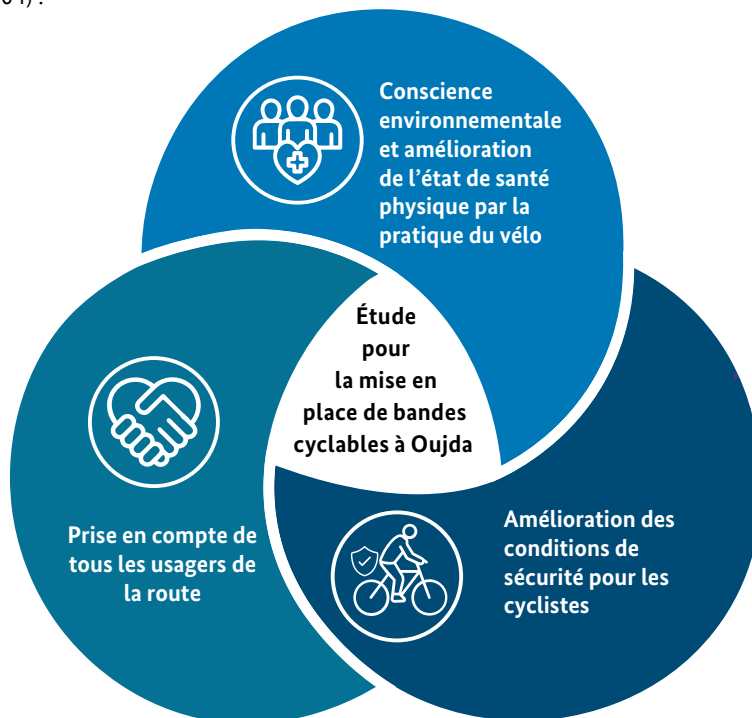 04) :
Conscience
environnementale
et amélioration
de l'état de santé
physique par la
pratique du vélo
Étude
pour
la mise en
place de bandes
cyclables à Oujda
Prise en compte de
tous les usagers de
la route
Amélioration des
conditions de
sécurité pour les
cyclistes